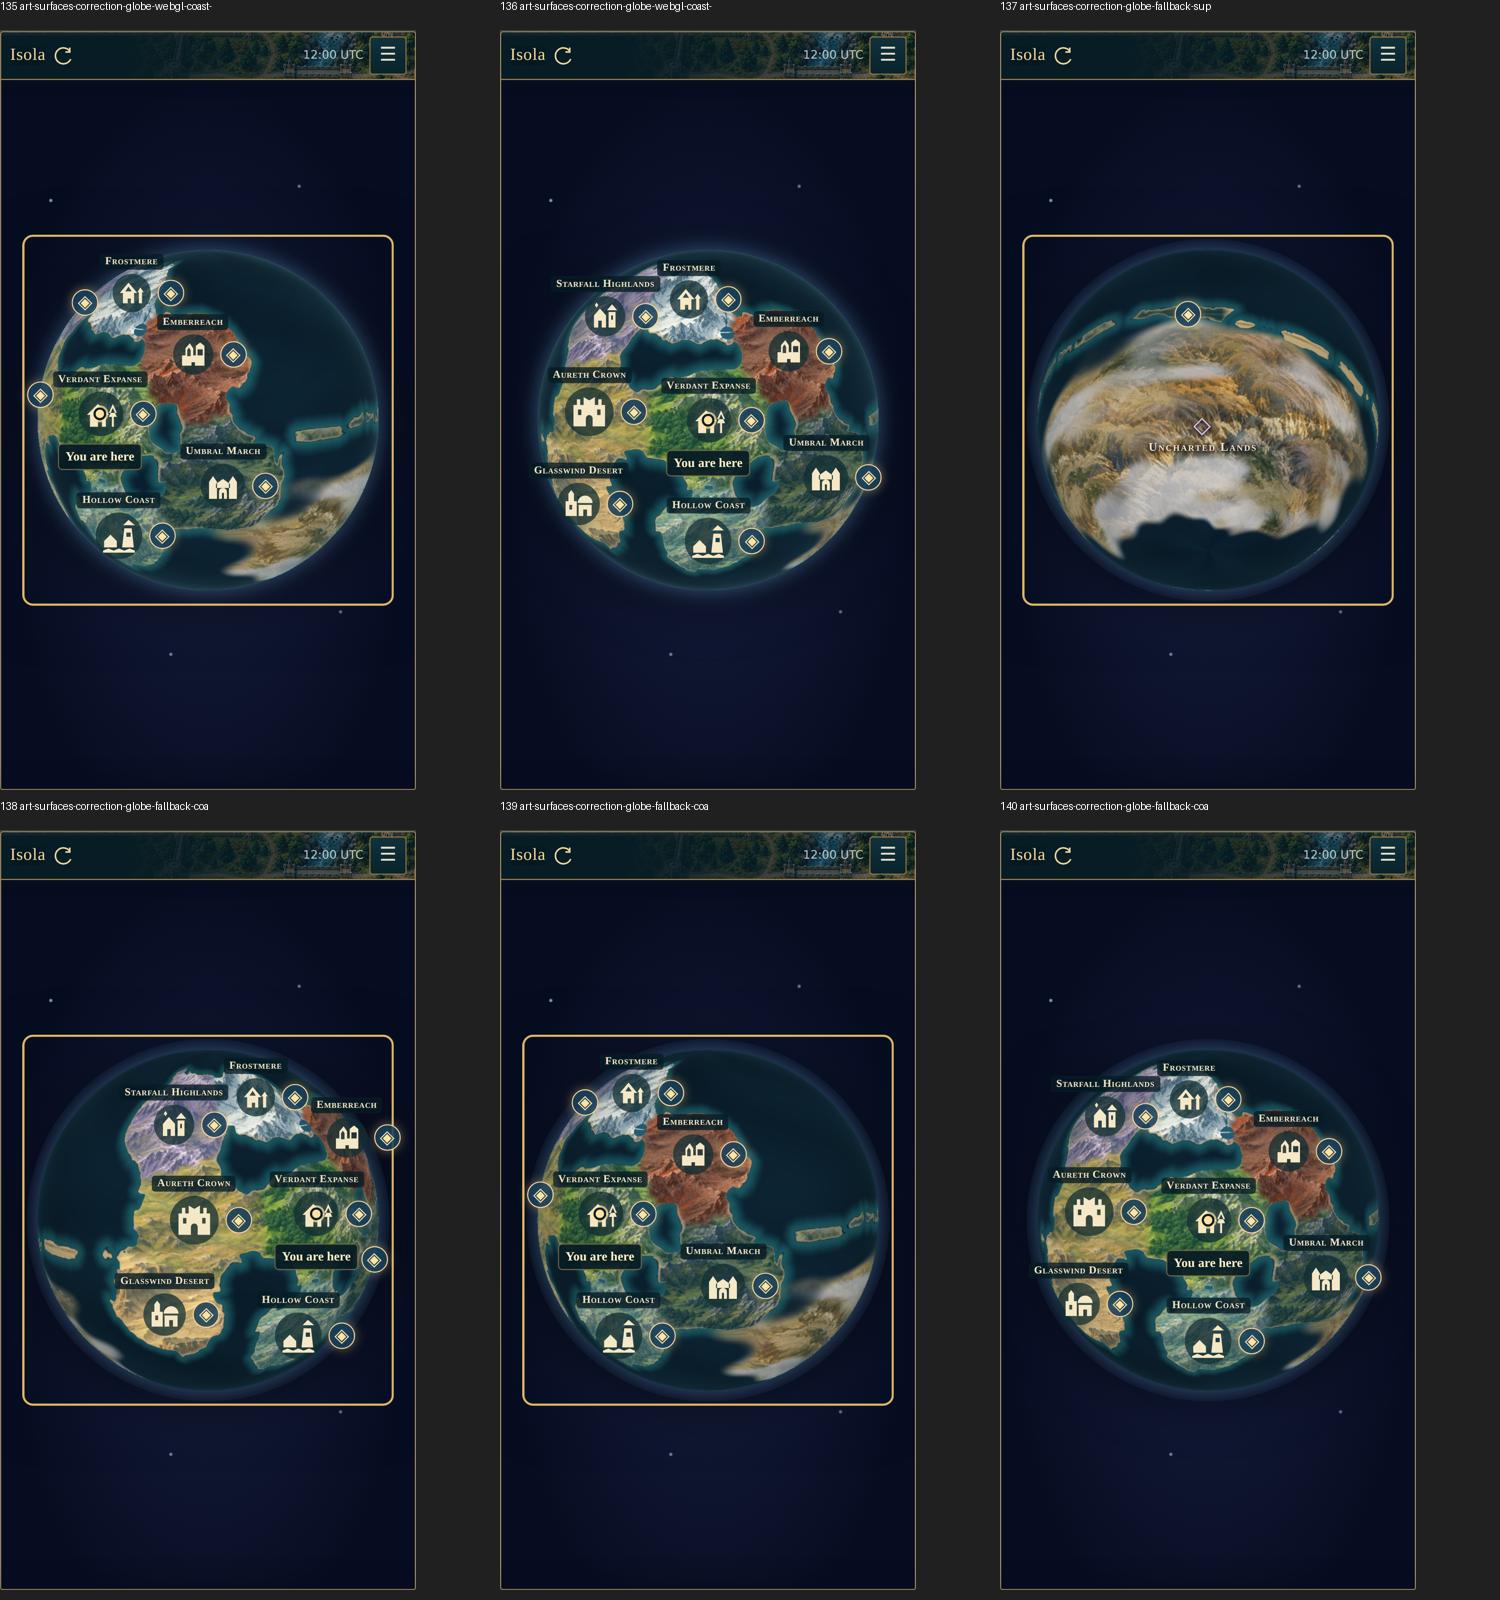 135 art-surfaces-correction-globe-webgl-coast-
136 art-surfaces-correction-globe-webgl-coast-
137 art-surfaces-correction-globe-fallback-sup
Isola 12:00 UTC
Isola 12:00 UTC
Isola 12:00 UTC
Frostmere
Emberreach
Verdant Expanse
You are here
Umbral March
Hollow Coast
Frostmere
Starfall Highlands
Emberreach
Aureth Crown
Verdant Expanse
Umbral March
You are here
Glasswind Desert
Hollow Coast
Uncharted Lands
138 art-surfaces-correction-globe-fallback-coa
139 art-surfaces-correction-globe-fallback-coa
140 art-surfaces-correction-globe-fallback-coa
Isola 12:00 UTC
Isola 12:00 UTC
Isola 12:00 UTC
Frostmere
Starfall Highlands
Emberreach
Verdant Expanse
Aureth Crown
You are here
Glasswind Desert
Hollow Coast
Frostmere
Emberreach
Verdant Expanse
You are here
Umbral March
Hollow Coast
Frostmere
Starfall Highlands
Emberreach
Aureth Crown
Verdant Expanse
Umbral March
You are here
Glasswind Desert
Hollow Coast